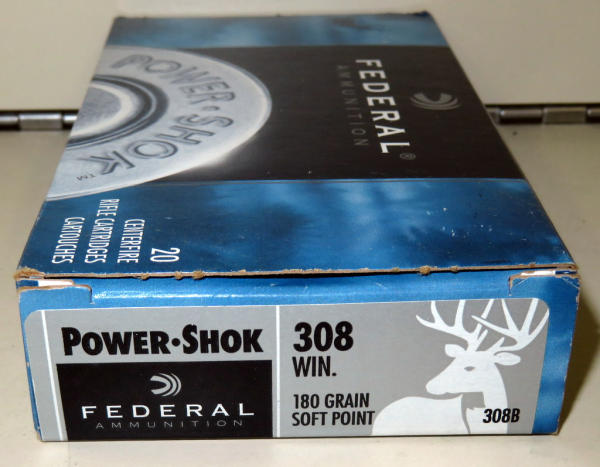 POWER·SHOK
TM
FEDERAL®
AMMUNITION
20
CENTERFIRE
RIFLE CARTRIDGES
CARTOUCHES
POWER·SHOK
FEDERAL
AMMUNITION
308
WIN.
180 GRAIN
SOFT POINT
308B